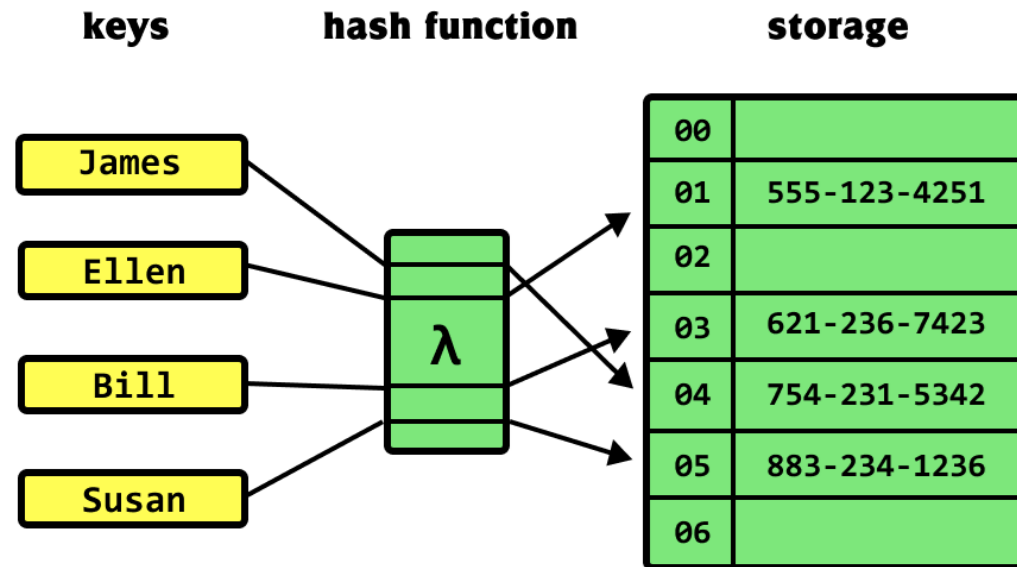 keys
hash function
storage
James
Ellen
Bill
Susan
λ
00
01 555-123-4251
02
03 621-236-7423
04 754-231-5342
05 883-234-1236
06